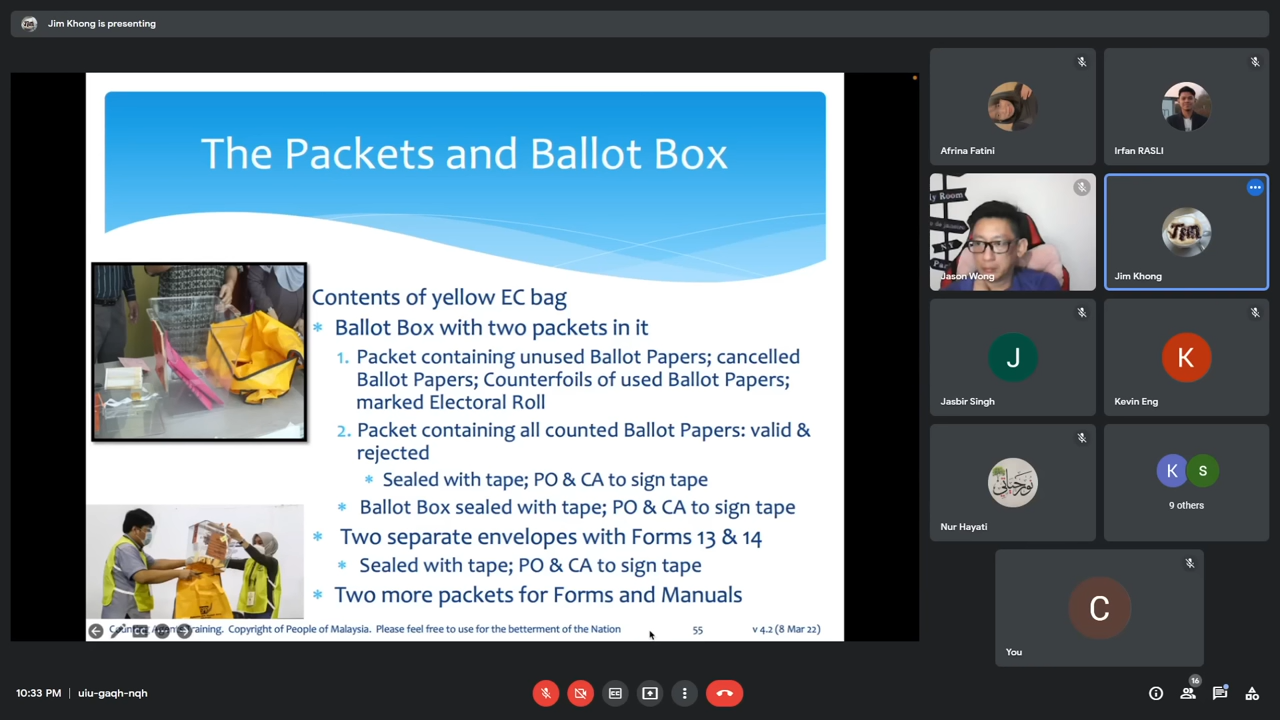 Jim Khong is presenting
The Packets and Ballot Box
Contents of yellow EC bag
* Ballot Box with two packets in it
1. Packet containing unused Ballot Papers; cancelled
Ballot Papers; Counterfoils of used Ballot Papers;
marked Electoral Roll
2. Packet containing all counted Ballot Papers: valid &
rejected
* Sealed with tape; PO & CA to sign tape
* Ballot Box sealed with tape; PO & CA to sign tape
* Two separate envelopes with Forms 13 & 14
* Sealed with tape; PO & CA to sign tape
* Two more packets for Forms and Manuals
Training. Copyright of People of Malaysia. Please feel free to use for the betterment of the Nation
55
v 4.2 (8 Mar 22)
Afrina Fatini
Irfan RASLI
Jason Wong
Jim
Jim Khong
J
Jasbir Singh
K
Kevin Eng
Nur Hayati
K S
9 others
C
You
10:33 PM | uiu-gaqh-nqh
16